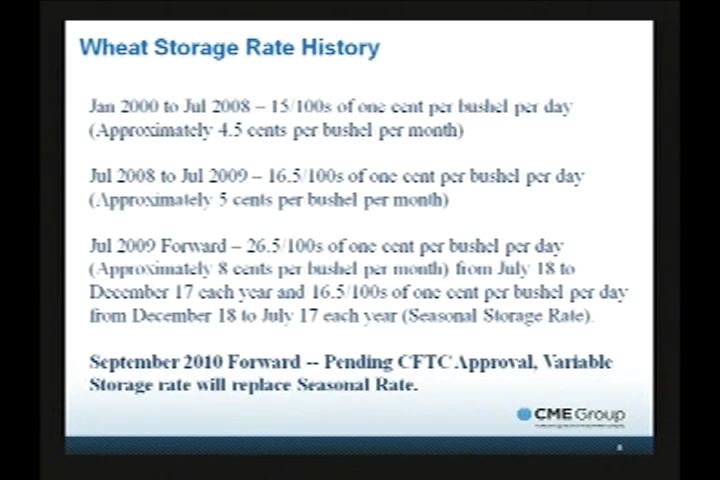 Wheat Storage Rate History
Jan 2000 to Jul 2008 – 15/100s of one cent per bushel per day
(Approximately 4.5 cents per bushel per month)
Jul 2008 to Jul 2009 – 16.5/100s of one cent per bushel per day
(Approximately 5 cents per bushel per month)
Jul 2009 Forward – 26.5/100s of one cent per bushel per day
(Approximately 8 cents per bushel per month) from July 18 to
December 17 each year and 16.5/100s of one cent per bushel per day
from December 18 to July 17 each year (Seasonal Storage Rate).
September 2010 Forward -- Pending CFTC Approval, Variable
Storage rate will replace Seasonal Rate.
CME Group